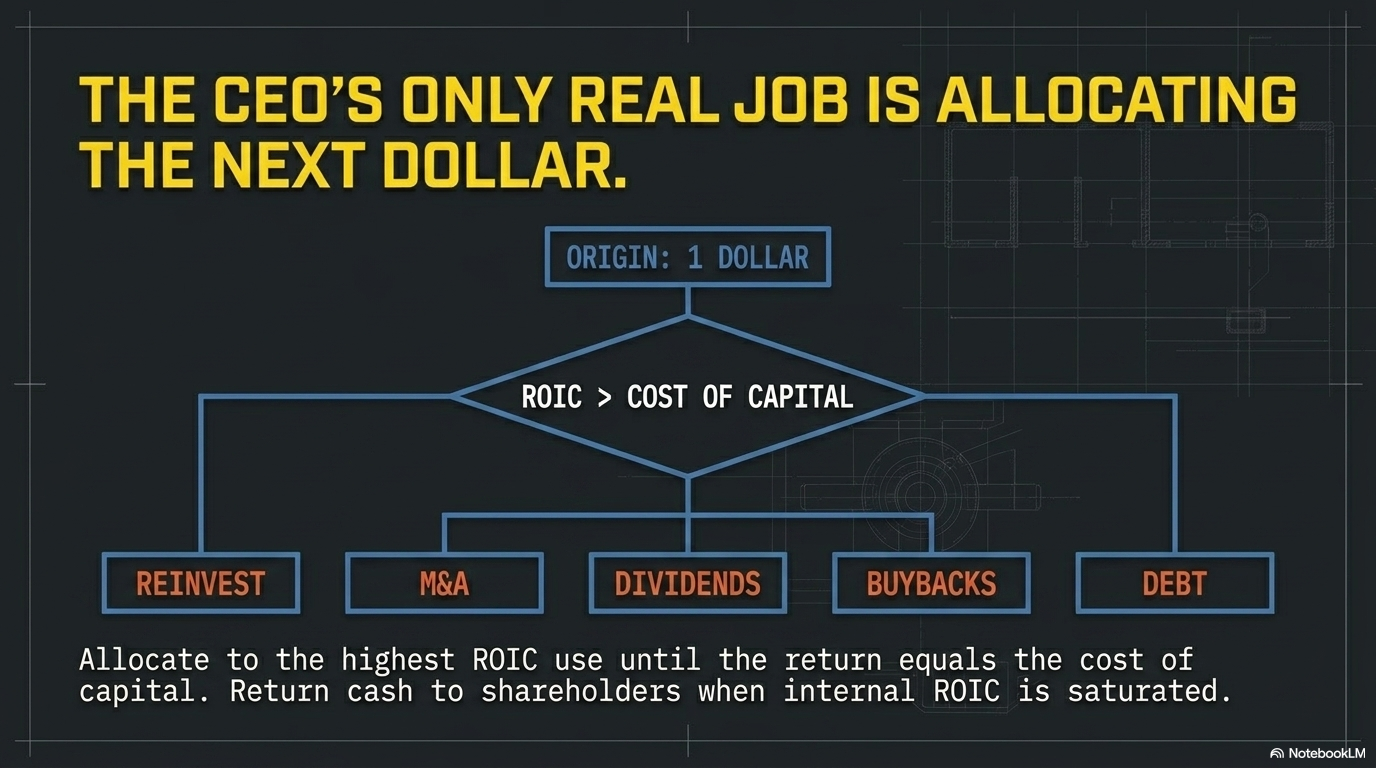 THE CEO’S ONLY REAL JOB IS ALLOCATING
THE NEXT DOLLAR.
ORIGIN: 1 DOLLAR
ROIC > COST OF CAPITAL
REINVEST
M&A
DIVIDENDS
BUYBACKS
DEBT
Allocate to the highest ROIC use until the return equals the cost of
capital. Return cash to shareholders when internal ROIC is saturated.
NotebookLM